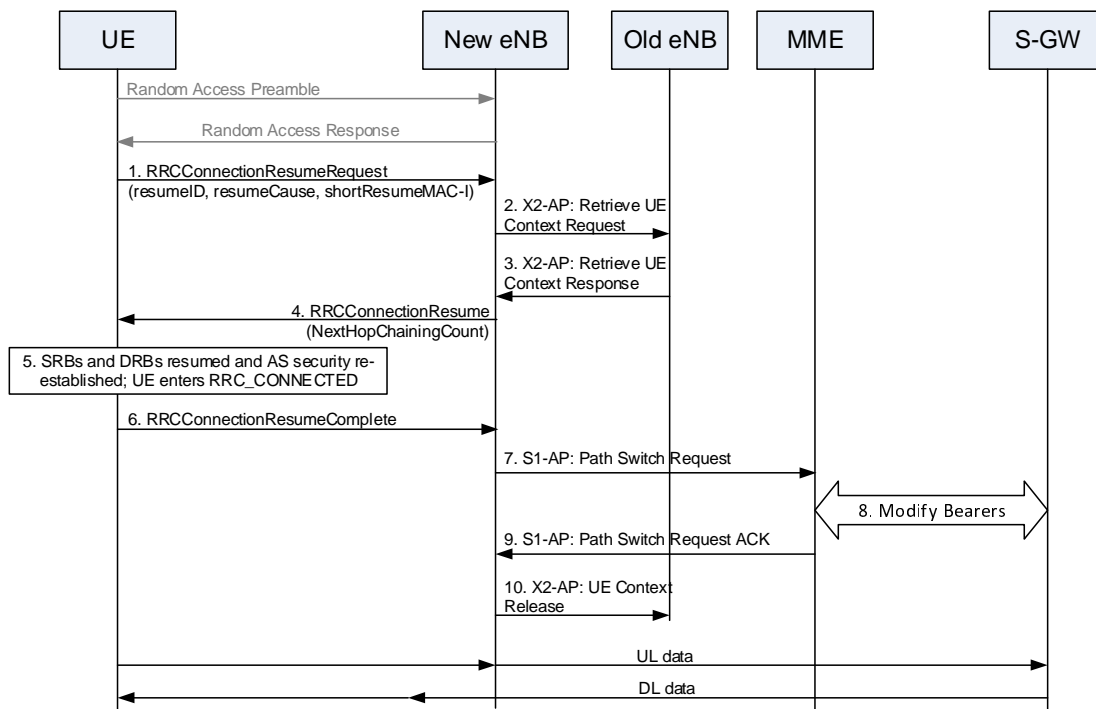 UE
New eNB
Old eNB
MME
S-GW
Random Access Preamble
Random Access Response
1. RRCConnectionResumeRequest
(resumeID, resumeCause, shortResumeMAC-I)
2. X2-AP: Retrieve UE
Context Request
3. X2-AP: Retrieve UE
Context Response
4. RRCConnectionResume
(NextHopChainingCount)
5. SRBs and DRBs resumed and AS security re-
established; UE enters RRC_CONNECTED
6. RRCConnectionResumeComplete
7. S1-AP: Path Switch Request
8. Modify Bearers
9. S1-AP: Path Switch Request ACK
10. X2-AP: UE Context
Release
UL data
DL data